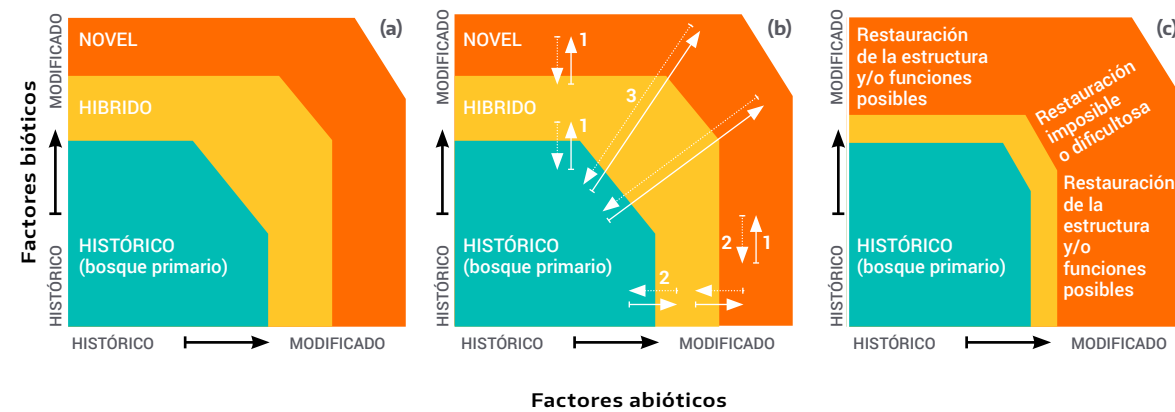 Factores bióticos
MODIFICADO
HISTÓRICO
(a)
NOVEL
HIBRIDO
HISTÓRICO
(bosque primario)
HISTÓRICO
MODIFICADO
MODIFICADO
HISTÓRICO
(b)
NOVEL
1
HIBRIDO
3
1
HISTÓRICO
(bosque primario)
2
1
2
HISTÓRICO
MODIFICADO
MODIFICADO
HISTÓRICO
(c)
Restauración
de la estructura
y/o funciones
posibles
Restauración
imposible
o dificultosa
Restauración
de la
estructura
y/o
funciones
posibles
HISTÓRICO
(bosque primario)
HISTÓRICO
MODIFICADO
Factores abióticos